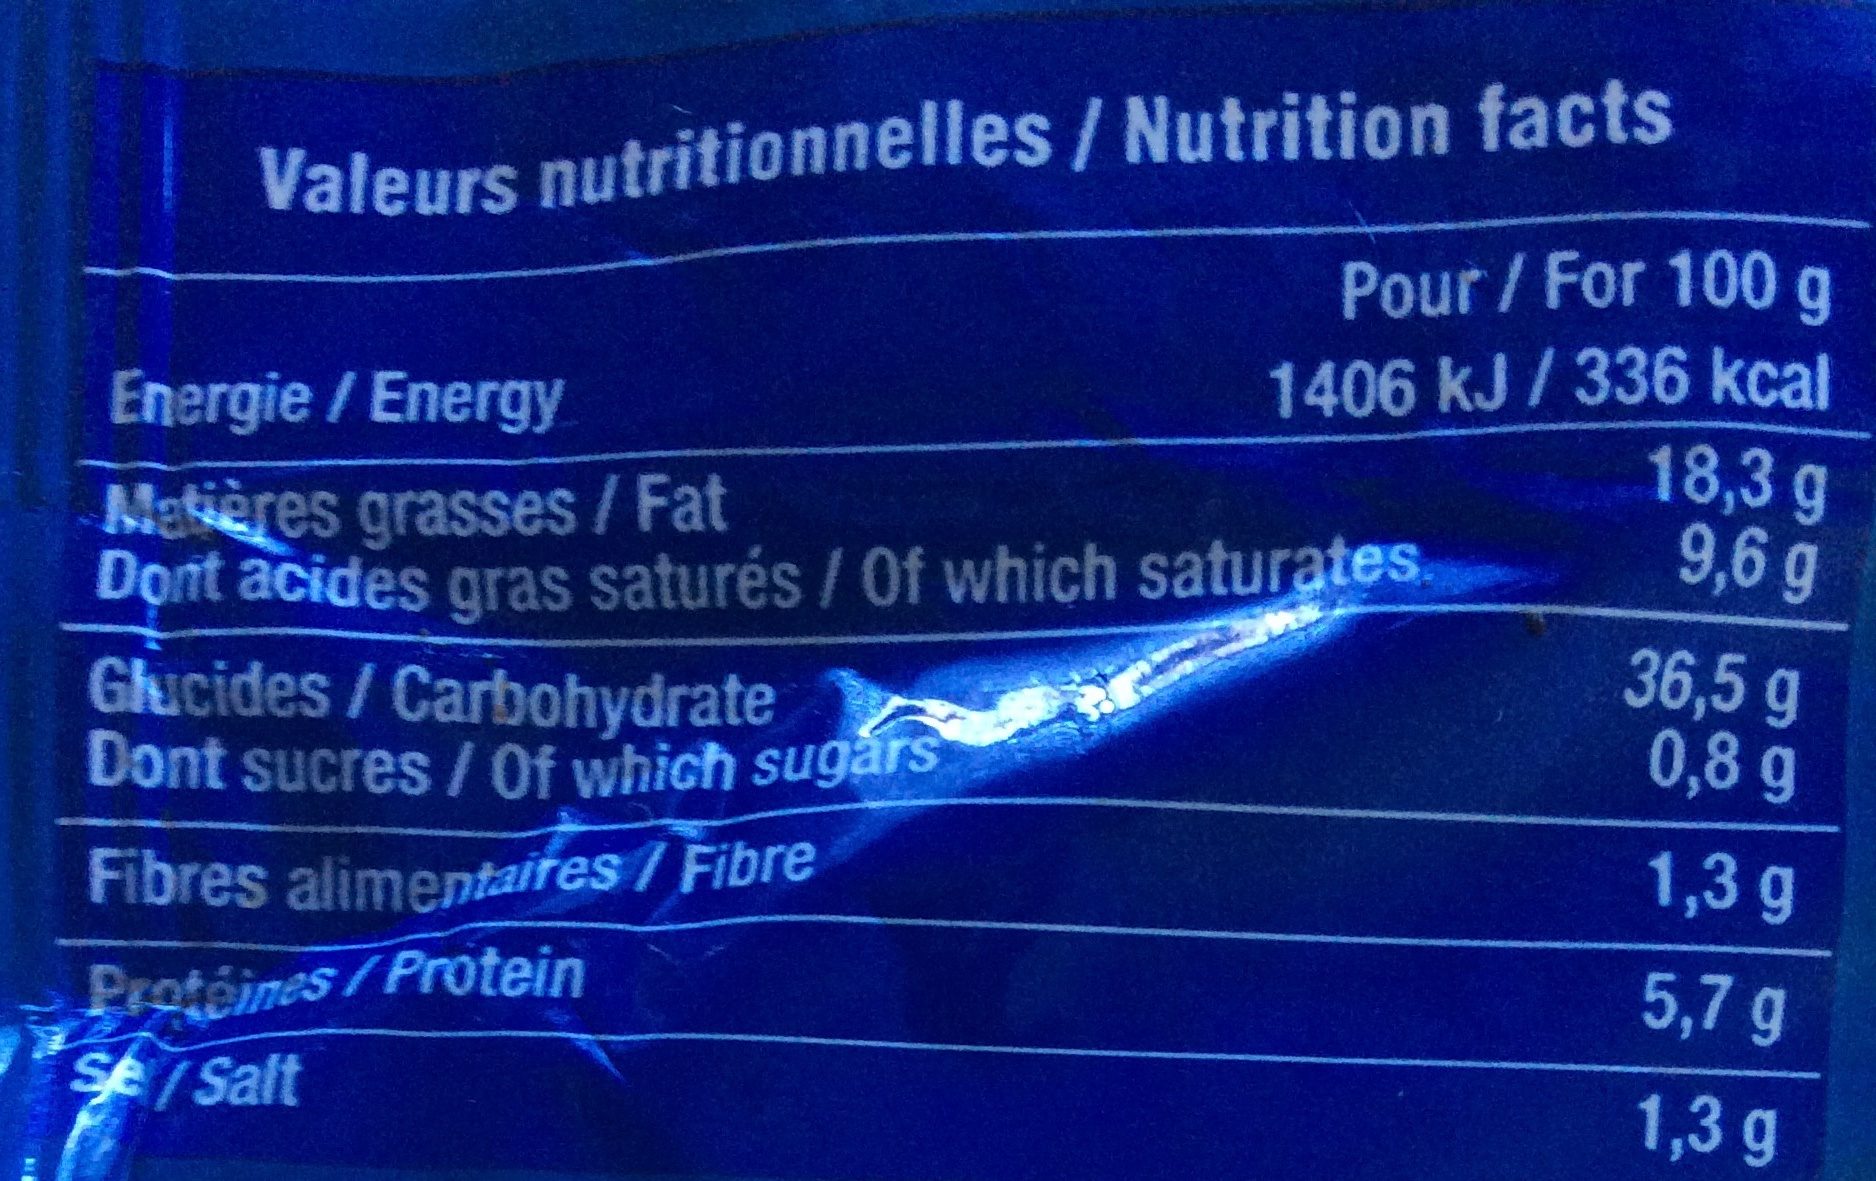 Valeurs nutritionnelles / Nutrition facts
Pour / For 100 g
Energie / Energy 1406 kJ / 336 kcal
Matières grasses / Fat 18,3 g
Dont acides gras saturés / Of which saturates 9,6 g
Glucides / Carbohydrate 36,5 g
Dont sucres / Of which sugars 0,8 g
Fibres alimentaires / Fibre 1,3 g
Protéines / Protein 5,7 g
Sel / Salt 1,3 g